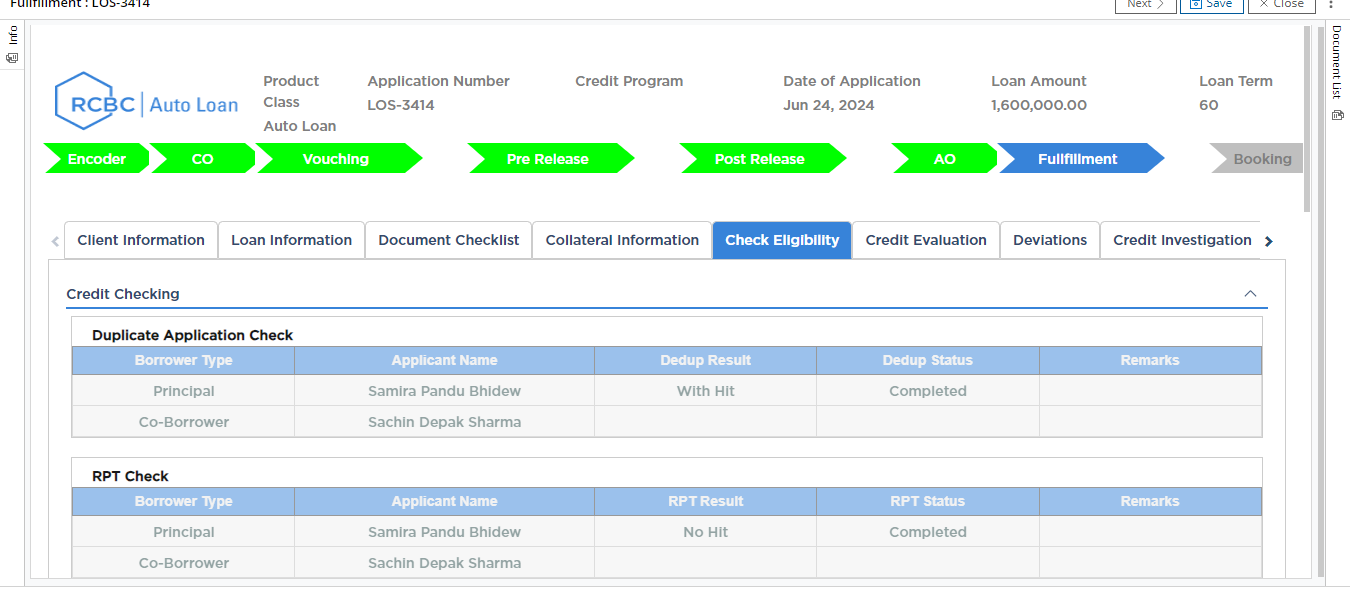 Fullfillment : LOS-3414
Next
Save
Close
Info
Document List
RCBC | Auto Loan
Product Class
Auto Loan
Application Number
LOS-3414
Credit Program
Date of Application
Jun 24, 2024
Loan Amount
1,600,000.00
Loan Term
60
Encoder CO Vouching Pre Release Post Release AO Fullfillment Booking
Client Information Loan Information Document Checklist Collateral Information Check Eligibility Credit Evaluation Deviations Credit Investigation
Credit Checking
Duplicate Application Check
Borrower Type Applicant Name Dedup Result Dedup Status Remarks
Principal Samira Pandu Bhidew With Hit Completed
Co-Borrower Sachin Depak Sharma
RPT Check
Borrower Type Applicant Name RPT Result RPT Status Remarks
Principal Samira Pandu Bhidew No Hit Completed
Co-Borrower Sachin Depak Sharma